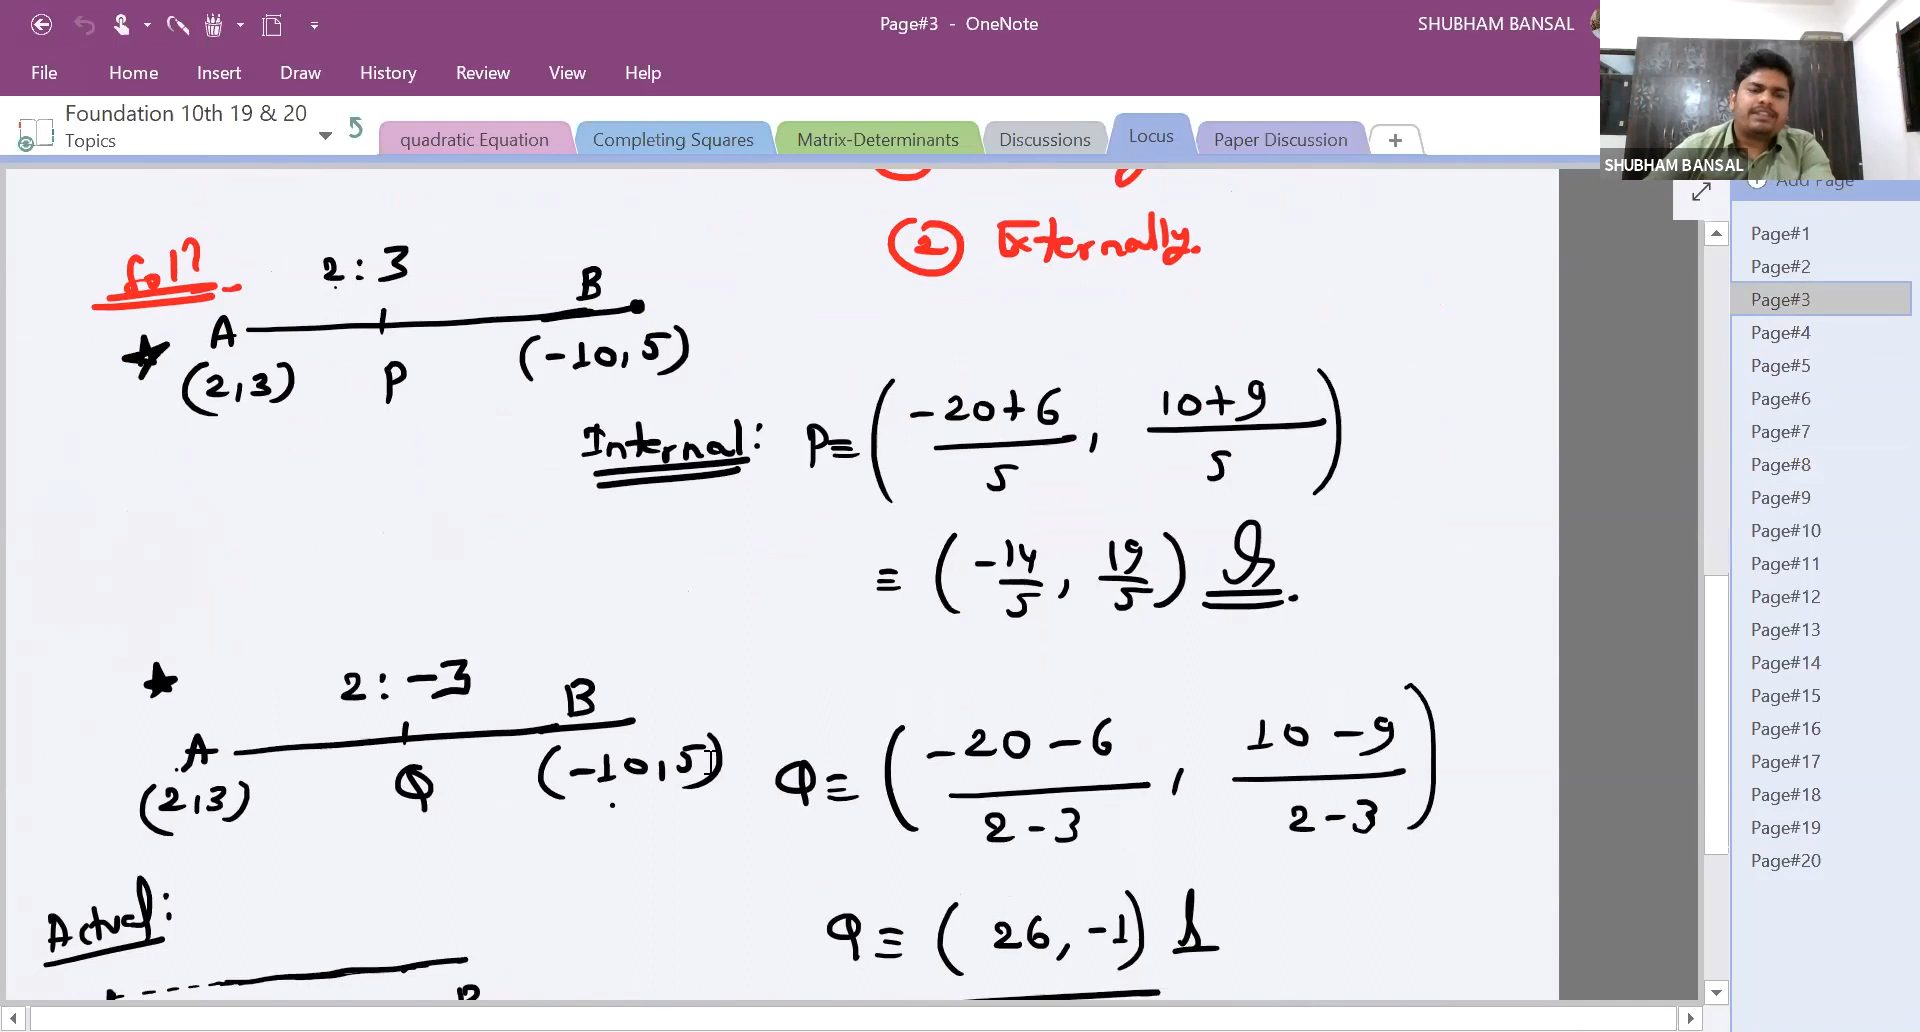 Page#3 - OneNote
SHUBHAM BANSAL
File Home Insert Draw History Review View Help
SHUBHAM BANSAL
Foundation 10th 19 & 20
Topics
quadratic Equation Completing Squares Matrix-Determinants Discussions Locus Paper Discussion +
Add Page
Page#1
Page#2
Page#3
Page#4
Page#5
Page#6
Page#7
Page#8
Page#9
Page#10
Page#11
Page#12
Page#13
Page#14
Page#15
Page#16
Page#17
Page#18
Page#19
Page#20
② Externally.
Solⁿ
2 : 3
A B
(2,3) P (-10, 5)
Internal: P≡ ( (-20+6)/5 , (10+9)/5 )
≡ ( -14/5 , 19/5 )
2 : -3
A B
(2,3) Q (-10,5)
Q≡ ( (-20-6)/(2-3) , (10-9)/(2-3) )
Q≡ ( 26, -1)
Actual: